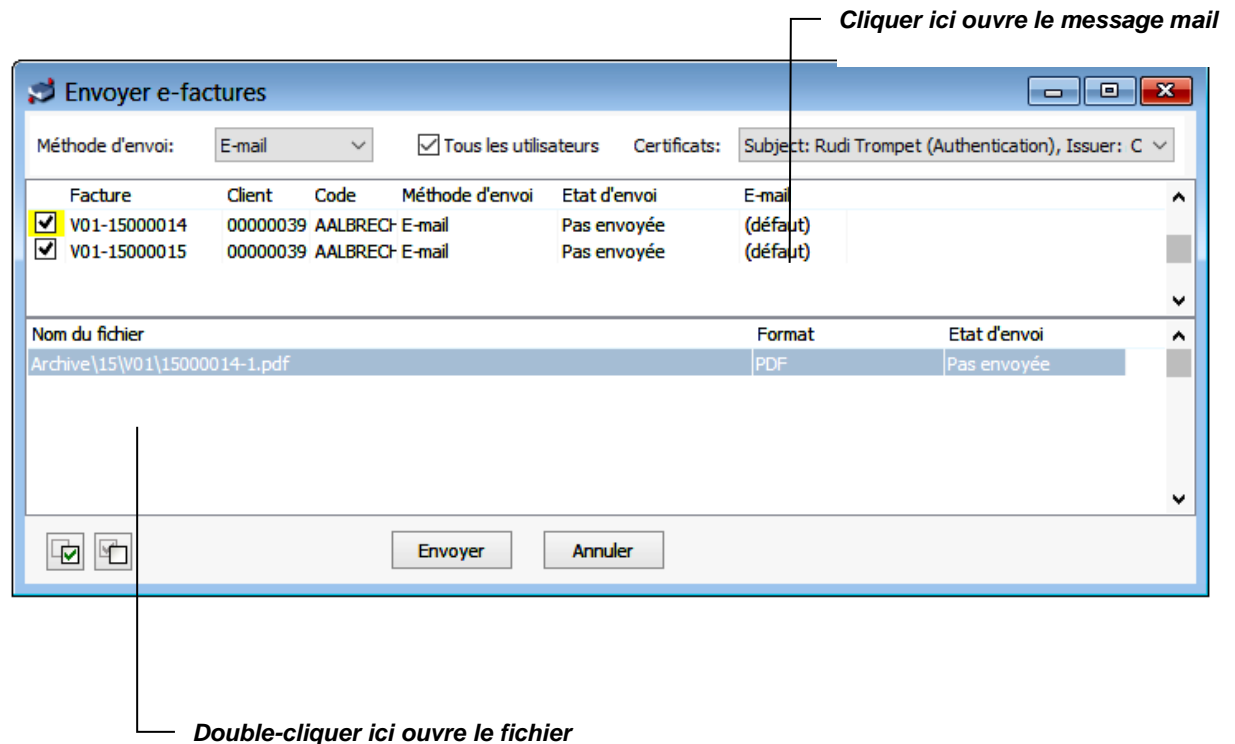 Cliquer ici ouvre le message mail
Envoyer e-factures
Méthode d'envoi: E-mail Tous les utilisateurs Certificats: Subject: Rudi Trompet (Authentication), Issuer: C
Facture Client Code Méthode d'envoi Etat d'envoi E-mail
V01-15000014 00000039 AALBRECH E-mail Pas envoyée (défaut)
V01-15000015 00000039 AALBRECH E-mail Pas envoyée (défaut)
Nom du fichier Format Etat d'envoi
Archive\15\V01\15000014-1.pdf PDF Pas envoyée
Envoyer Annuler
Double-cliquer ici ouvre le fichier